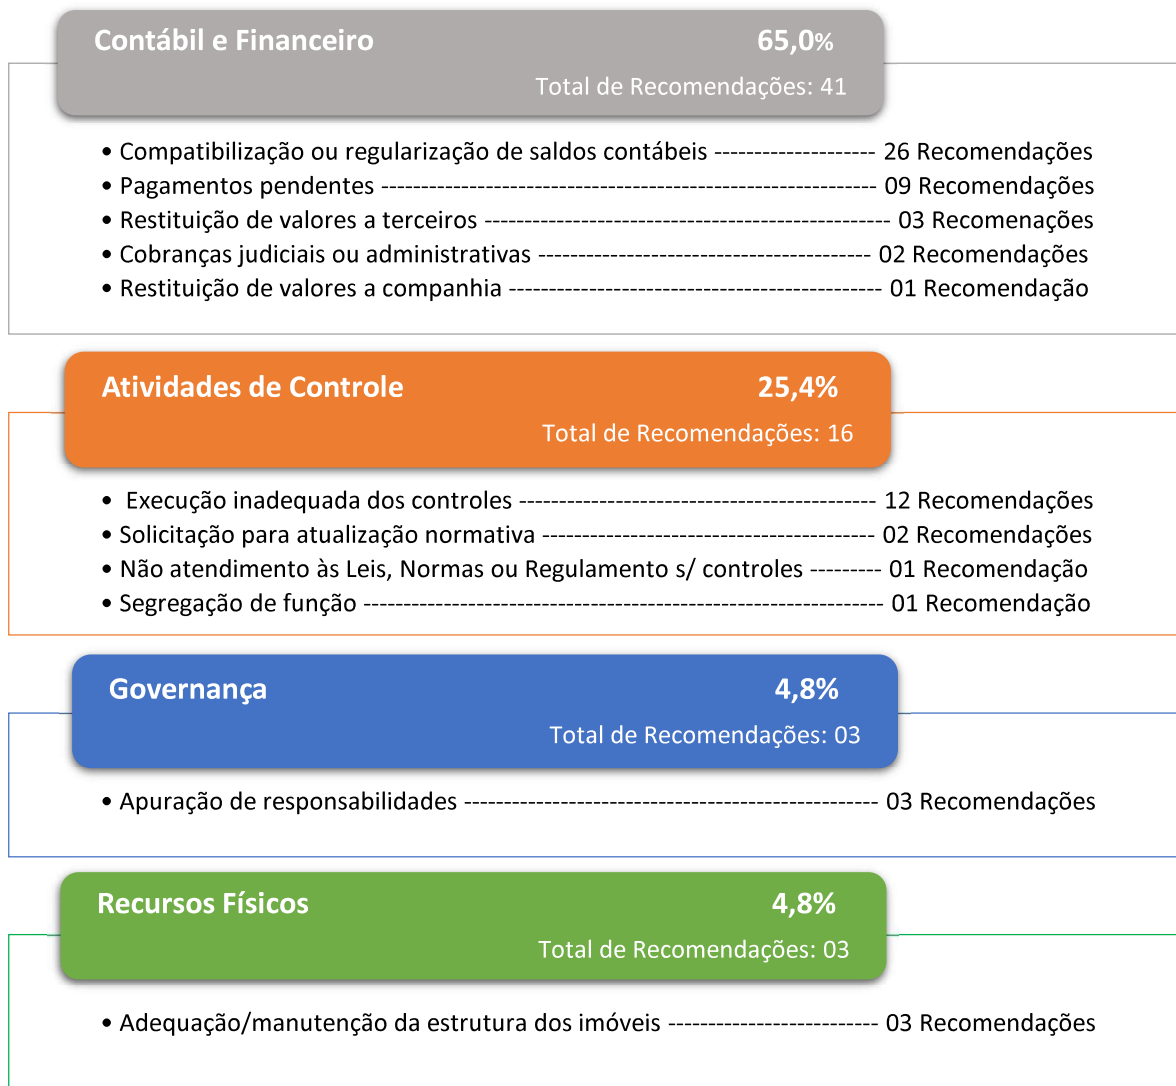 Contábil e Financeiro 65,0%
Total de Recomendações: 41
• Compatibilização ou regularização de saldos contábeis -------------------- 26 Recomendações
• Pagamentos pendentes -------------------------------------------------------------- 09 Recomendações
• Restituição de valores a terceiros --------------------------------------------------- 03 Recomenações
• Cobranças judiciais ou administrativas ------------------------------------------ 02 Recomendações
• Restituição de valores a companhia ----------------------------------------------- 01 Recomendação
Atividades de Controle 25,4%
Total de Recomendações: 16
• Execução inadequada dos controles --------------------------------------------- 12 Recomendações
• Solicitação para atualização normativa ------------------------------------------ 02 Recomendações
• Não atendimento às Leis, Normas ou Regulamento s/ controles --------- 01 Recomendação
• Segregação de função ----------------------------------------------------------------- 01 Recomendação
Governança 4,8%
Total de Recomendações: 03
• Apuração de responsabilidades ---------------------------------------------------- 03 Recomendações
Recursos Físicos 4,8%
Total de Recomendações: 03
• Adequação/manutenção da estrutura dos imóveis -------------------------- 03 Recomendações